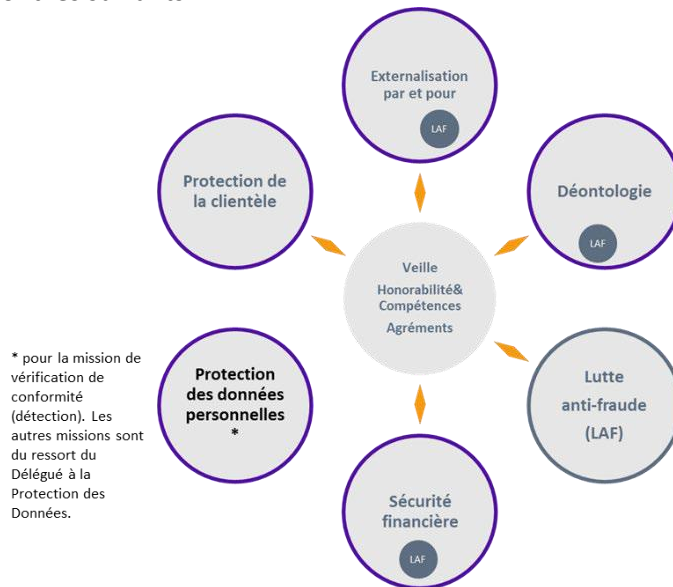 Externalisation
par et pour
LAF
Protection de
la clientèle
Déontologie
LAF
Veille
Honorabilité&
Compétences
Agréments
* pour la mission de
vérification de
conformité
(détection). Les
autres missions sont
du ressort du
Délégué à la
Protection des
Données.
Protection
des données
personnelles
*
Lutte
anti-fraude
(LAF)
Sécurité
financière
LAF